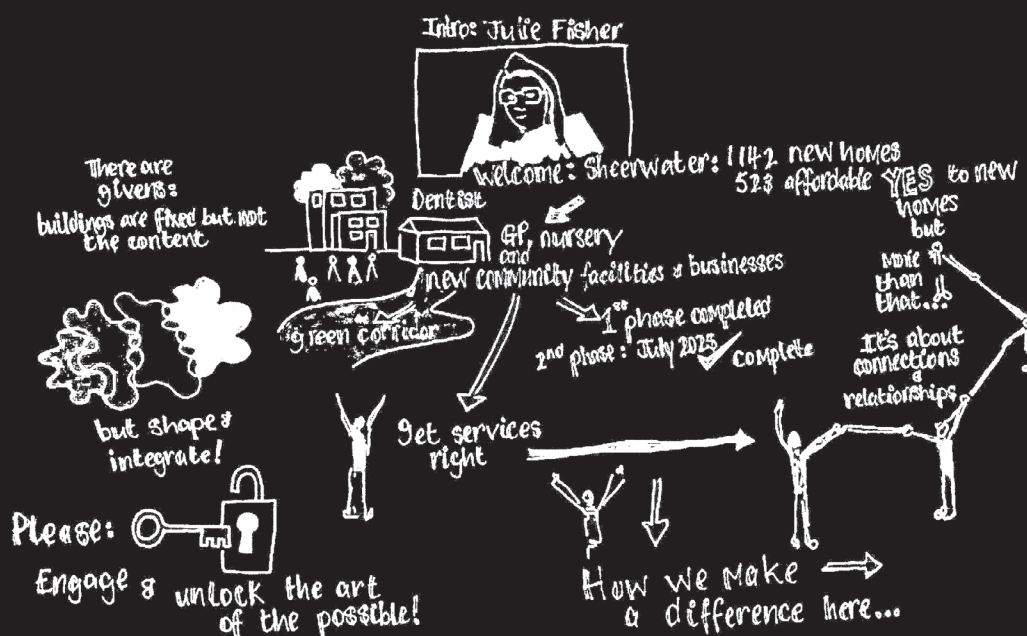 Intro: Julie Fisher
Welcome: Sheerwater: 1142 new homes
523 affordable YES to new
homes
but
More
than
that...!!
It's about
connections
&
relationships
There are
givens:
buildings are fixed but not
the content
but shape &
integrate!
Dentist
GP, nursery
and
new community facilities & businesses
green corridor
1st phase completed
2nd phase: July 2025
Complete
get services
right
Please:
Engage & unlock the art
of the possible!
How we make
a difference here...